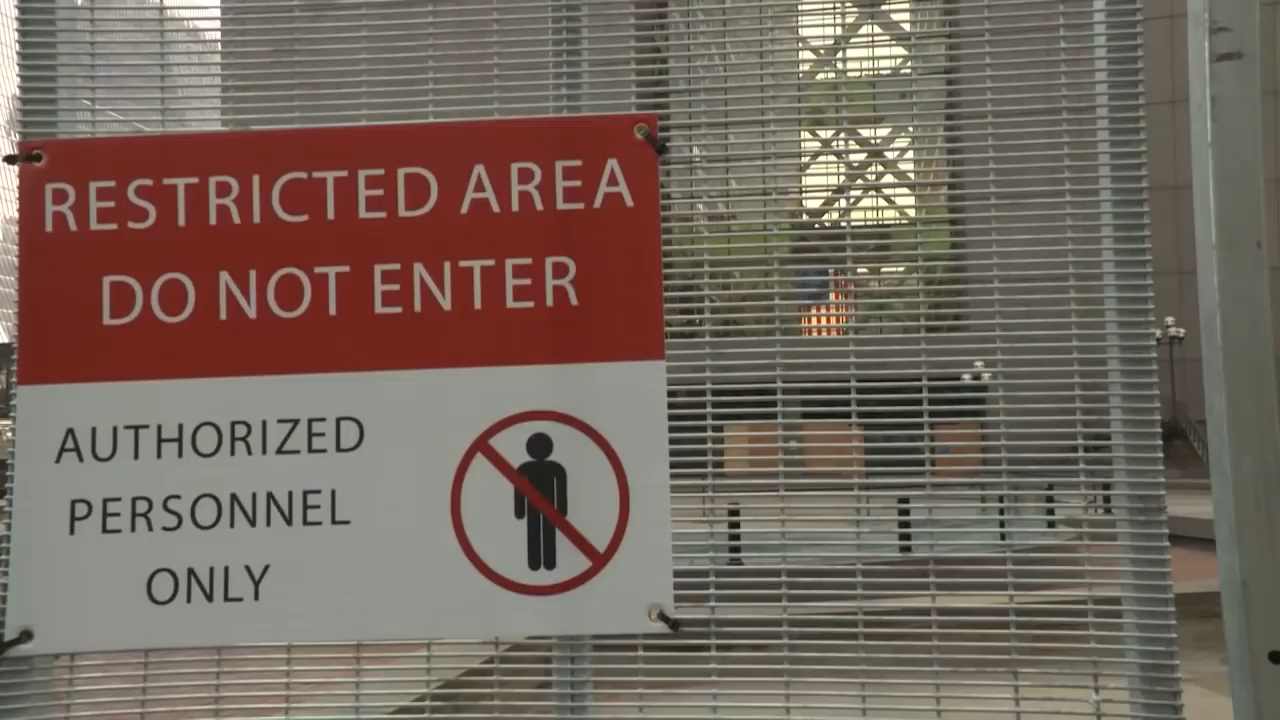 RESTRICTED AREA
DO NOT ENTER
AUTHORIZED
PERSONNEL
ONLY